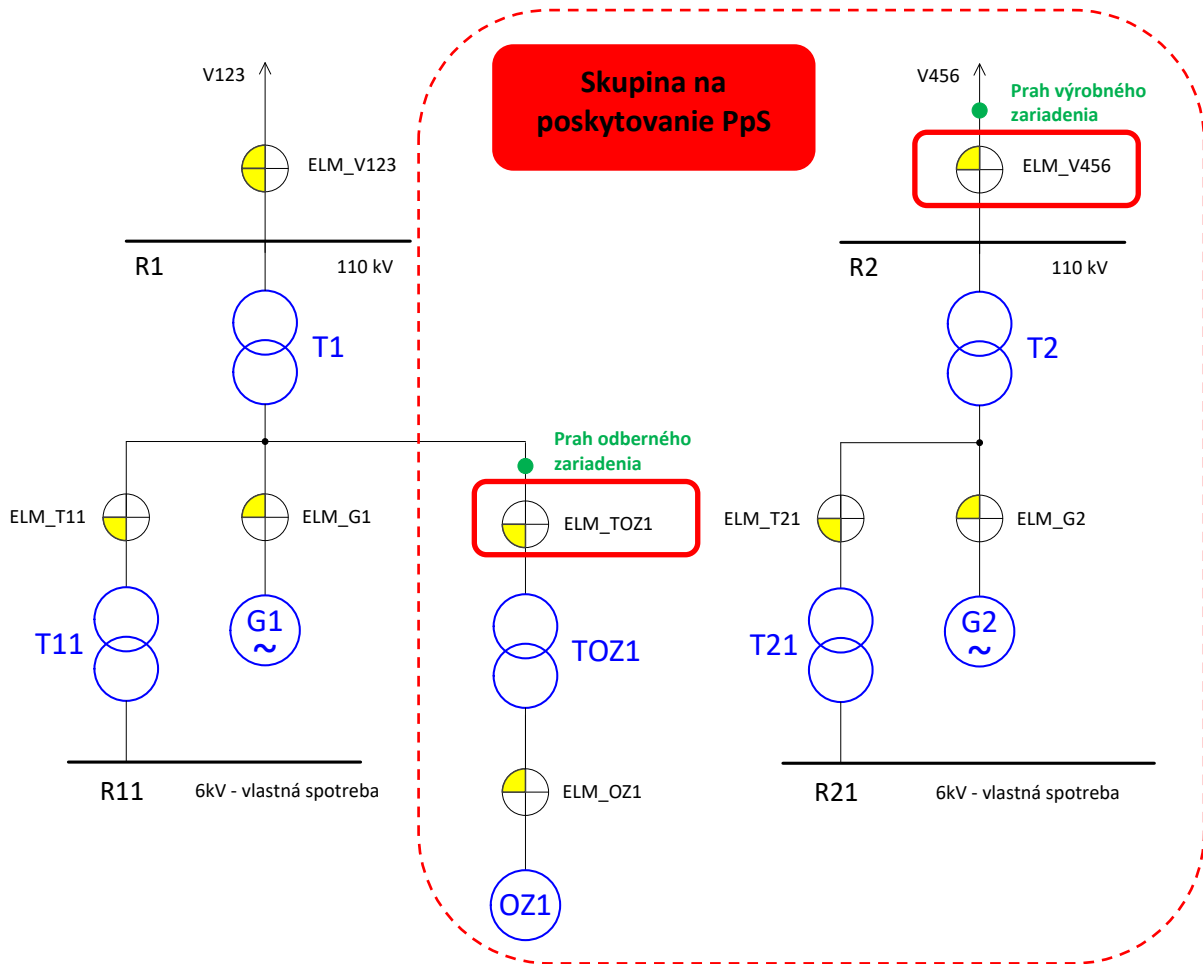 V123
Skupina na
poskytovanie PpS
V456
Prah výrobného
zariadenia
ELM_V123
ELM_V456
R1
110 kV
R2
110 kV
T1
T2
Prah odberného
zariadenia
ELM_T11
ELM_G1
ELM_TOZ1
ELM_T21
ELM_G2
T11
G1
~
TOZ1
T21
G2
~
R11
6kV - vlastná spotreba
ELM_OZ1
R21
6kV - vlastná spotreba
OZ1